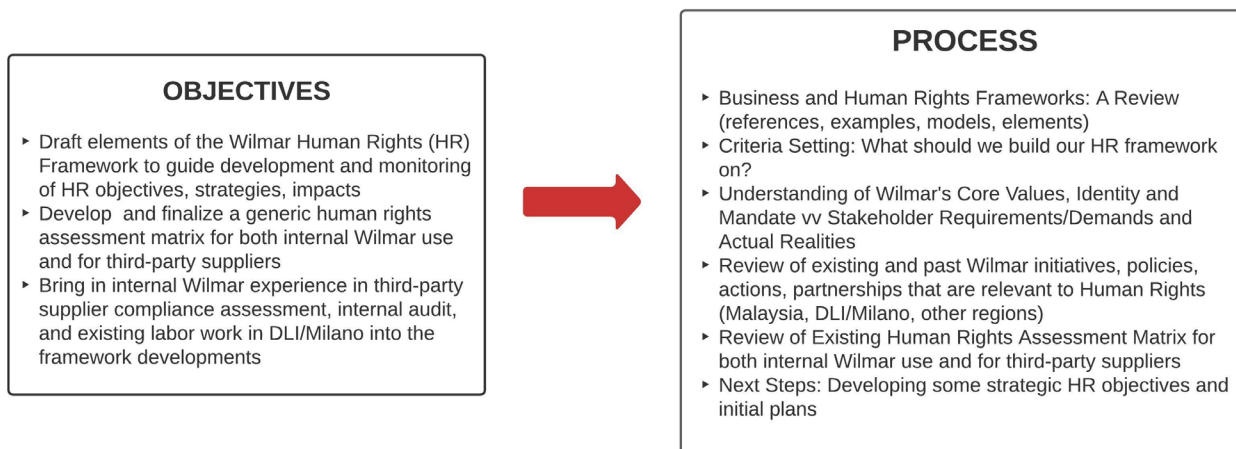 OBJECTIVES
‣ Draft elements of the Wilmar Human Rights (HR)
Framework to guide development and monitoring
of HR objectives, strategies, impacts
‣ Develop  and finalize a generic human rights
assessment matrix for both internal Wilmar use
and for third-party suppliers
‣ Bring in internal Wilmar experience in third-party
supplier compliance assessment, internal audit,
and existing labor work in DLI/Milano into the
framework developments
PROCESS
‣ Business and Human Rights Frameworks: A Review
(references, examples, models, elements)
‣ Criteria Setting: What should we build our HR framework
on?
‣ Understanding of Wilmar's Core Values, Identity and
Mandate vv Stakeholder Requirements/Demands and
Actual Realities
‣ Review of existing and past Wilmar initiatives, policies,
actions, partnerships that are relevant to Human Rights
(Malaysia, DLI/Milano, other regions)
‣ Review of Existing Human Rights Assessment Matrix for
both internal Wilmar use and for third-party suppliers
‣ Next Steps: Developing some strategic HR objectives and
initial plans